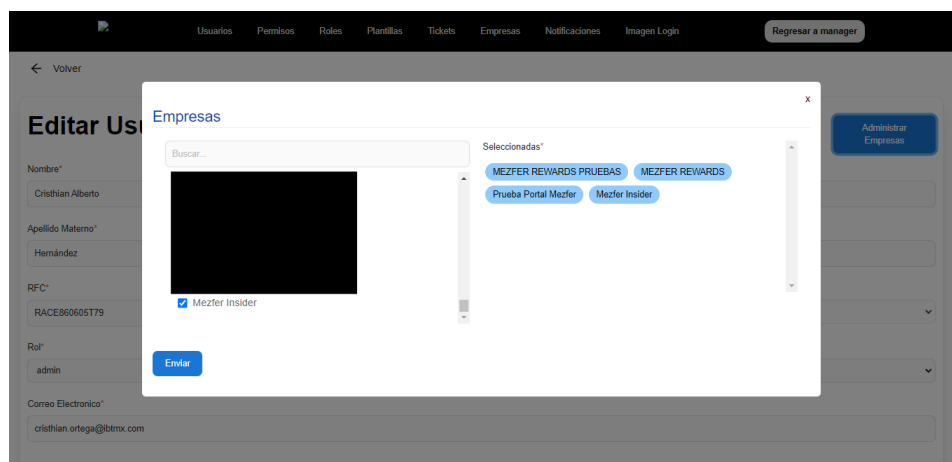 Usuarios Permisos Roles Plantillas Tickets Empresas Notificaciones Imagen Login Regresar a manager
← Volver
x
Empresas
Editar Usu
Administrar
Empresas
Buscar...
Seleccionadas*
MEZFER REWARDS PRUEBAS MEZFER REWARDS
Prueba Portal Mezfer Mezfer Insider
Mezfer Insider
Enviar
Nombre*
Cristhian Alberto
Apellido Materno*
Hernández
RFC*
RACE860605T79
Rol*
admin
Correo Electronico*
cristhian.ortega@ibtmx.com